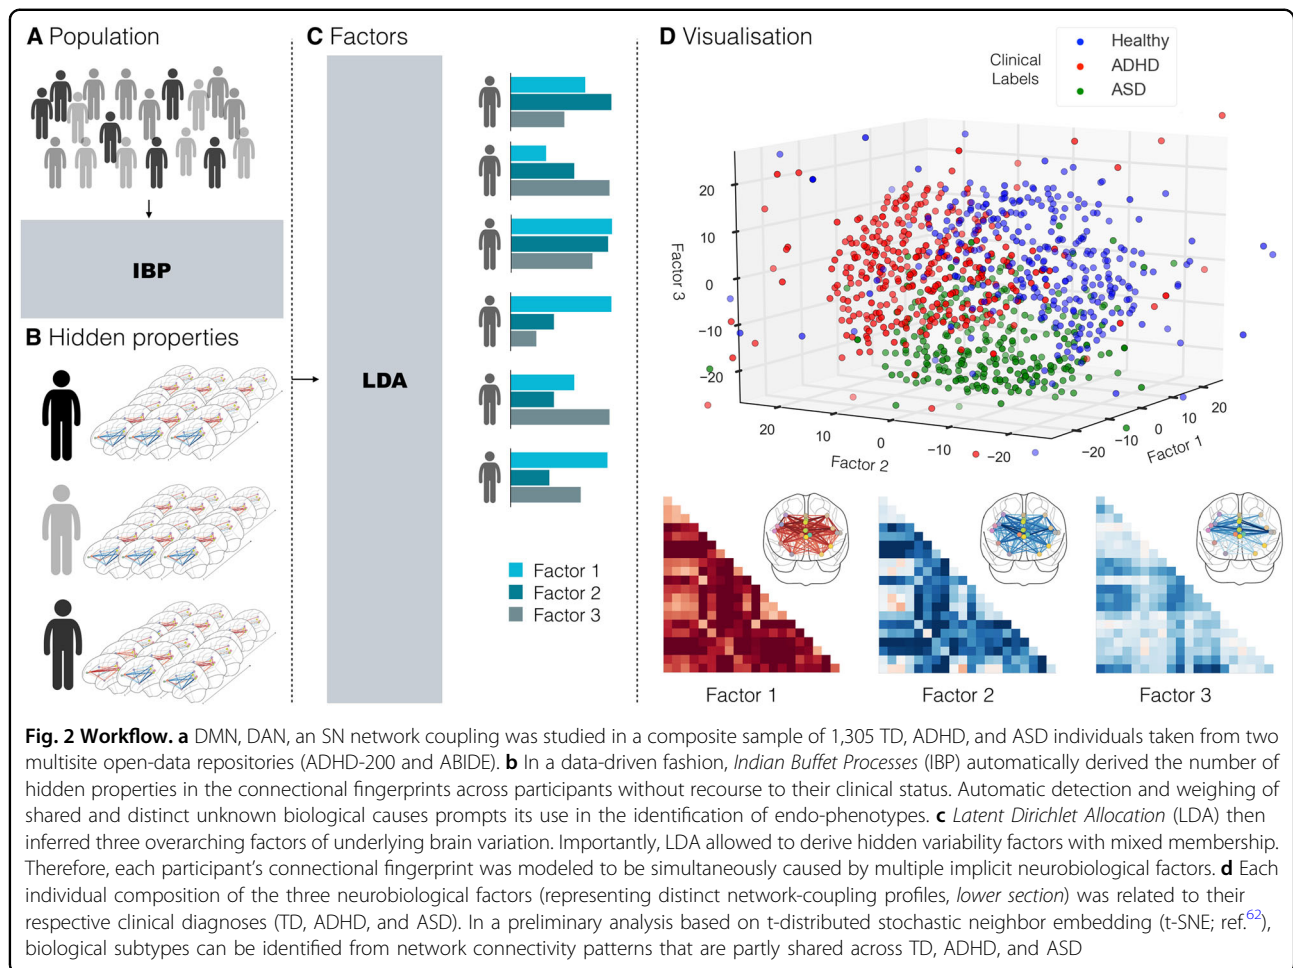 A Population
IBP
B Hidden properties
C Factors
LDA
Factor 1
Factor 2
Factor 3
D Visualisation
Clinical
Labels
Healthy
ADHD
ASD
20
10
0
−10
−20
Factor 3
20
10
0
−10
−20
Factor 2
−20
−10
0
10
20
Factor 1
Factor 1
Factor 2
Factor 3
Fig. 2 Workflow. a DMN, DAN, an SN network coupling was studied in a composite sample of 1,305 TD, ADHD, and ASD individuals taken from two
multisite open-data repositories (ADHD-200 and ABIDE). b In a data-driven fashion, Indian Buffet Processes (IBP) automatically derived the number of
hidden properties in the connectional fingerprints across participants without recourse to their clinical status. Automatic detection and weighing of
shared and distinct unknown biological causes prompts its use in the identification of endo-phenotypes. c Latent Dirichlet Allocation (LDA) then
inferred three overarching factors of underlying brain variation. Importantly, LDA allowed to derive hidden variability factors with mixed membership.
Therefore, each participant's connectional fingerprint was modeled to be simultaneously caused by multiple implicit neurobiological factors. d Each
individual composition of the three neurobiological factors (representing distinct network-coupling profiles, lower section) was related to their
respective clinical diagnoses (TD, ADHD, and ASD). In a preliminary analysis based on t-distributed stochastic neighbor embedding (t-SNE; ref.62),
biological subtypes can be identified from network connectivity patterns that are partly shared across TD, ADHD, and ASD